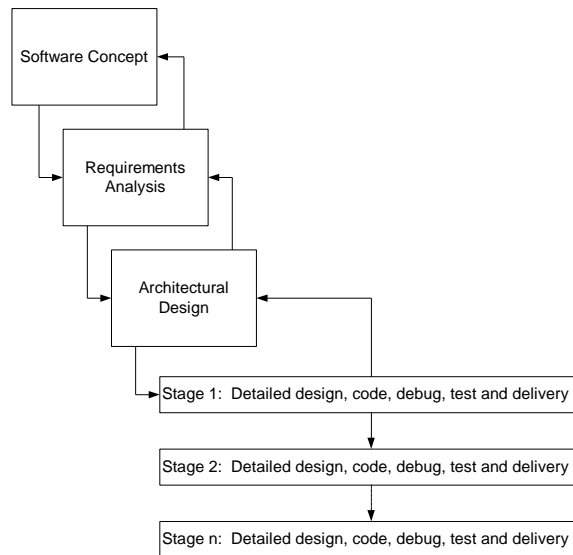 Software Concept
Requirements
Analysis
Architectural
Design
Stage 1:  Detailed design, code, debug, test and delivery
Stage 2:  Detailed design, code, debug, test and delivery
Stage n:  Detailed design, code, debug, test and delivery